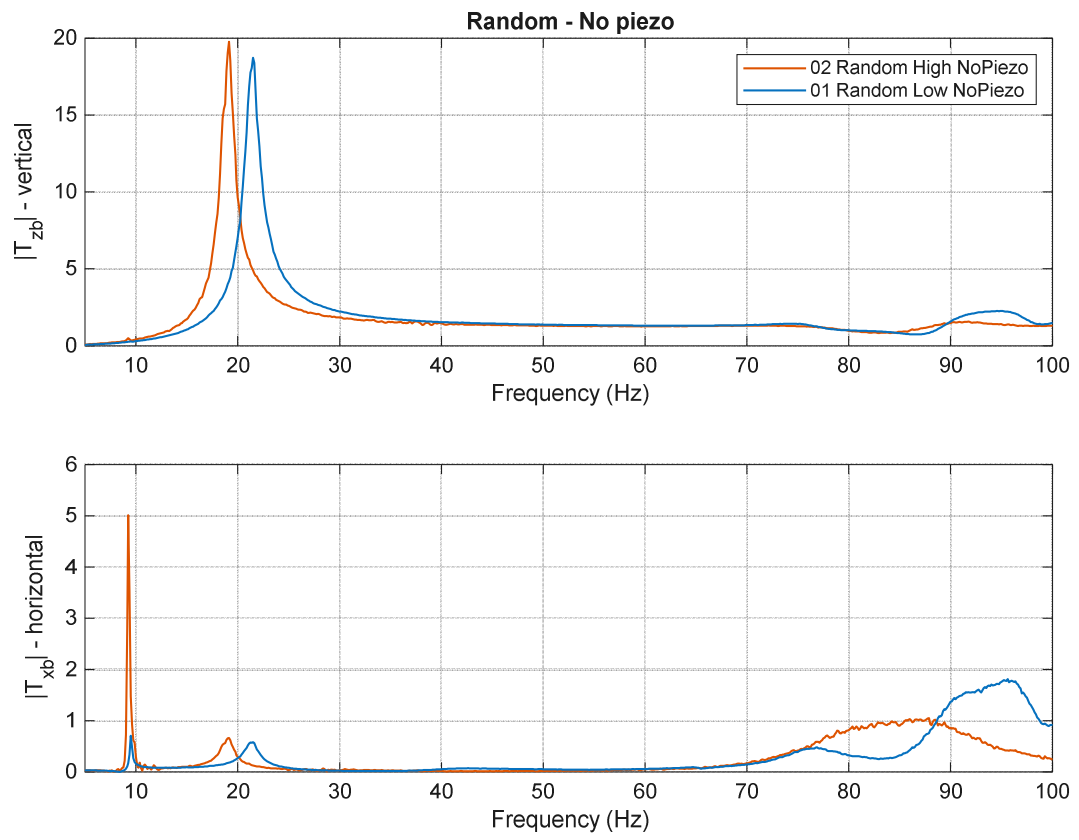 Random - No piezo
20
15
10
5
0
|Tzb| - vertical
02 Random High NoPiezo
01 Random Low NoPiezo
10 20 30 40 50 60 70 80 90 100
Frequency (Hz)
6
5
4
3
2
1
0
|Txb| - horizontal
10 20 30 40 50 60 70 80 90 100
Frequency (Hz)